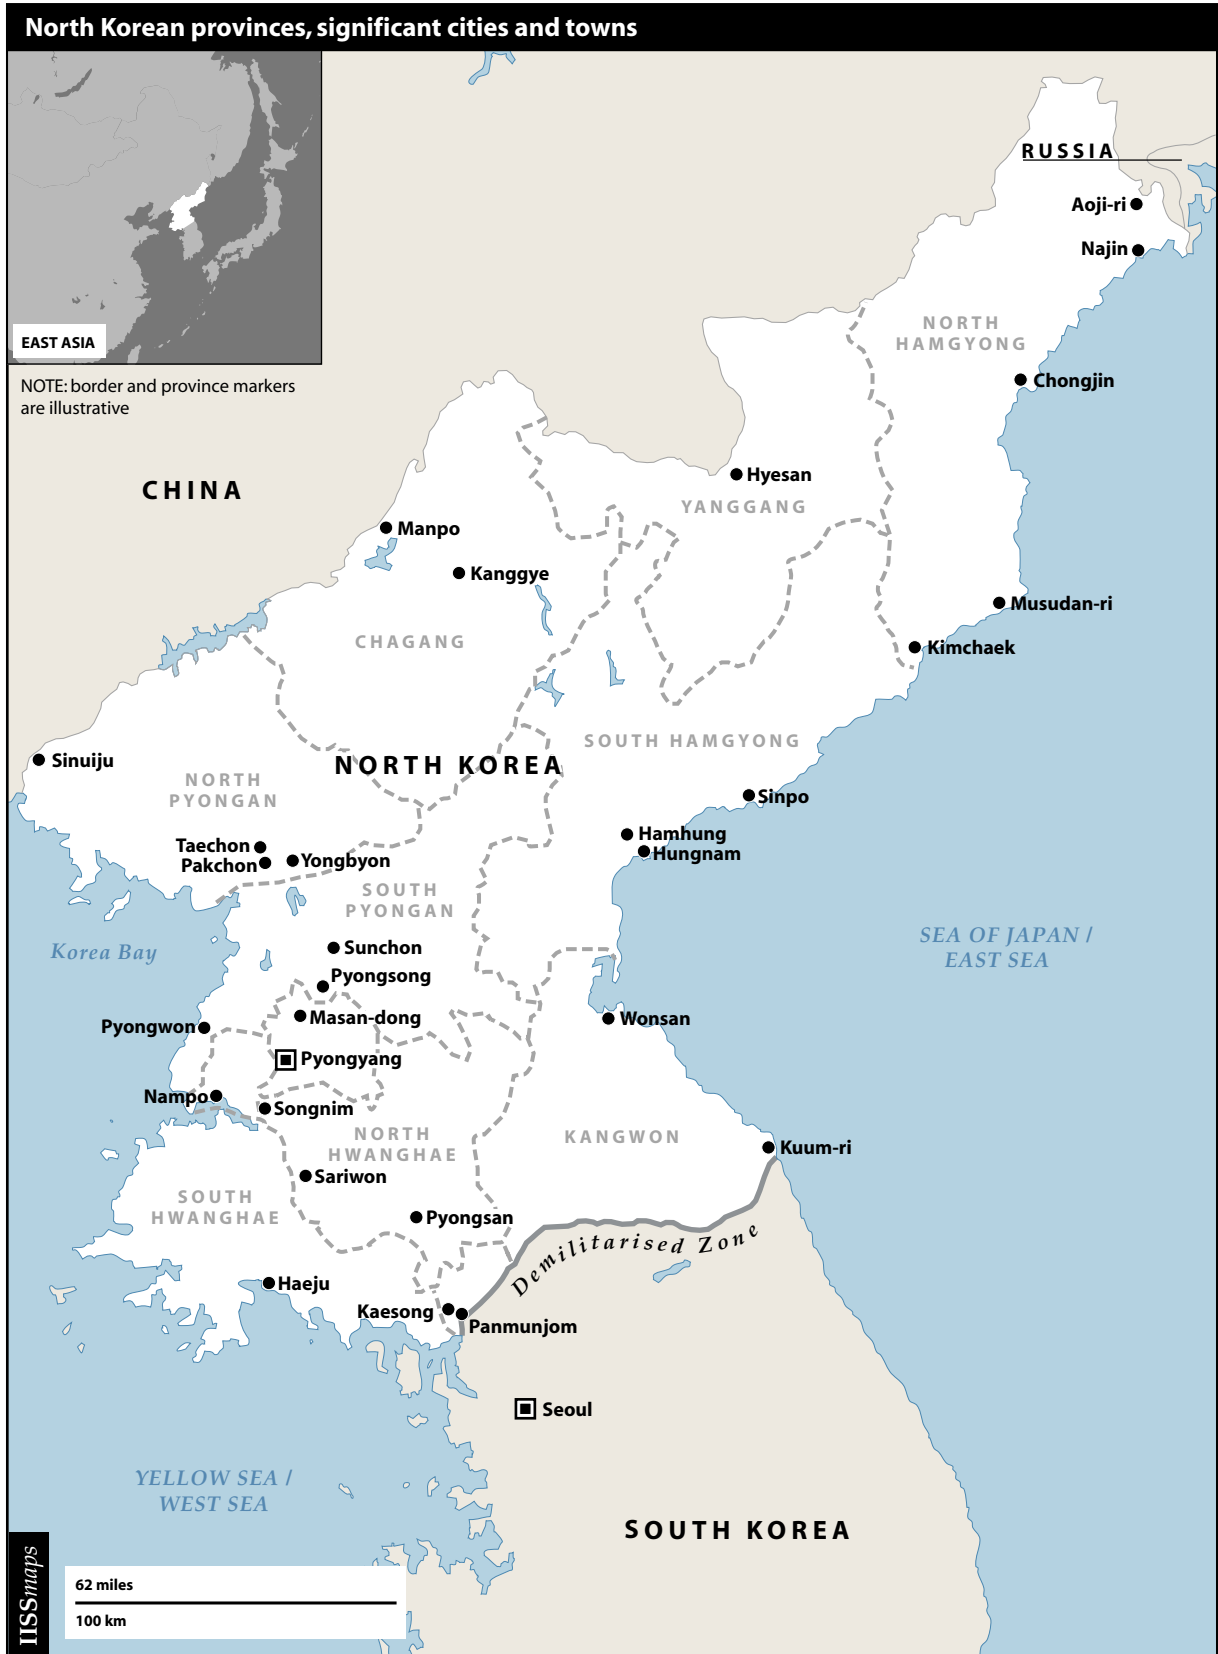 North Korean provinces, significant cities and towns
EAST ASIA
NOTE: border and province markers
are illustrative
RUSSIA
Aoji-ri
Najin
NORTH
HAMGYONG
Chongjin
CHINA
Hyesan
YANGGANG
Manpo
Kanggye
Musudan-ri
CHAGANG
Kimchaek
SOUTH HAMGYONG
Sinuiju
NORTH KOREA
NORTH
PYONGAN
Sinpo
Hamhung
Hungnam
Taechon
Pakchon
Yongbyon
SOUTH
PYONGAN
Korea Bay
SEA OF JAPAN /
EAST SEA
Sunchon
Pyongsong
Masan-dong
Wonsan
Pyongwon
Pyongyang
Nampo
Songnim
NORTH
HWANGHAE
KANGWON
Kuum-ri
Sariwon
SOUTH
HWANGHAE
Pyongsan
Demilitarised Zone
Haeju
Kaesong
Panmunjom
Seoul
YELLOW SEA /
WEST SEA
SOUTH KOREA
IISSmaps
62 miles
100 km